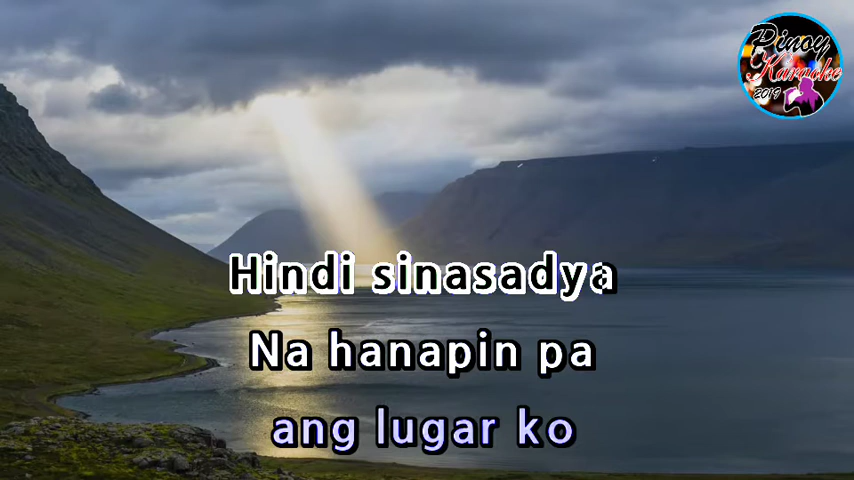 Pinoy
Karaoke
2019
Hindi sinasadya
Na hanapin pa
ang lugar ko